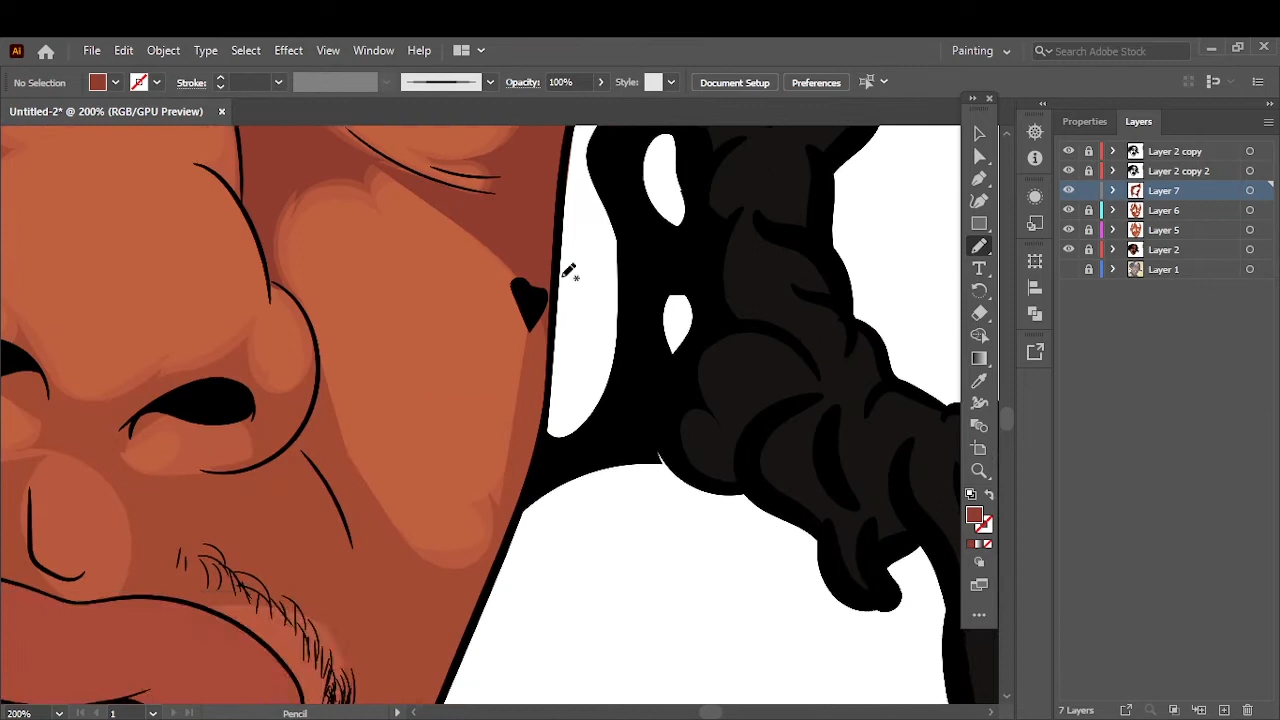 Ai File Edit Object Type Select Effect View Window Help Painting Search Adobe Stock
No Selection Stroke: Opacity: 100% Style: Document Setup Preferences
Untitled-2* @ 200% (RGB/GPU Preview)
Properties Layers
Layer 2 copy
Layer 2 copy 2
Layer 7
Layer 6
Layer 5
Layer 2
Layer 1
200% 1 Pencil 7 Layers